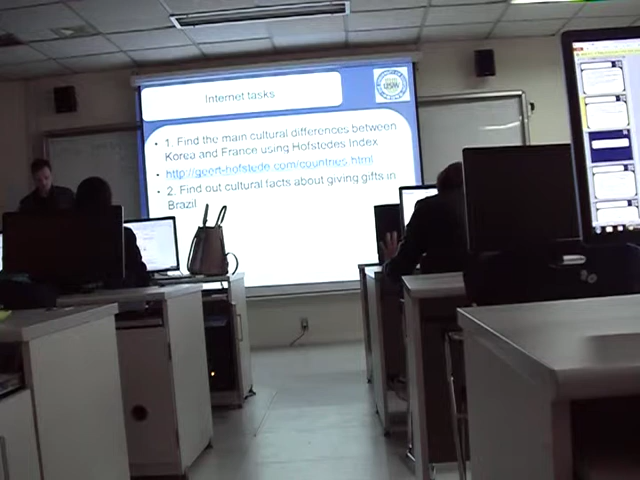 Internet tasks
• 1. Find the main cultural differences between
Korea and France using Hofstedes Index
• http://geert-hofstede.com/countries.html
• 2. Find out cultural facts about giving gifts in
Brazil